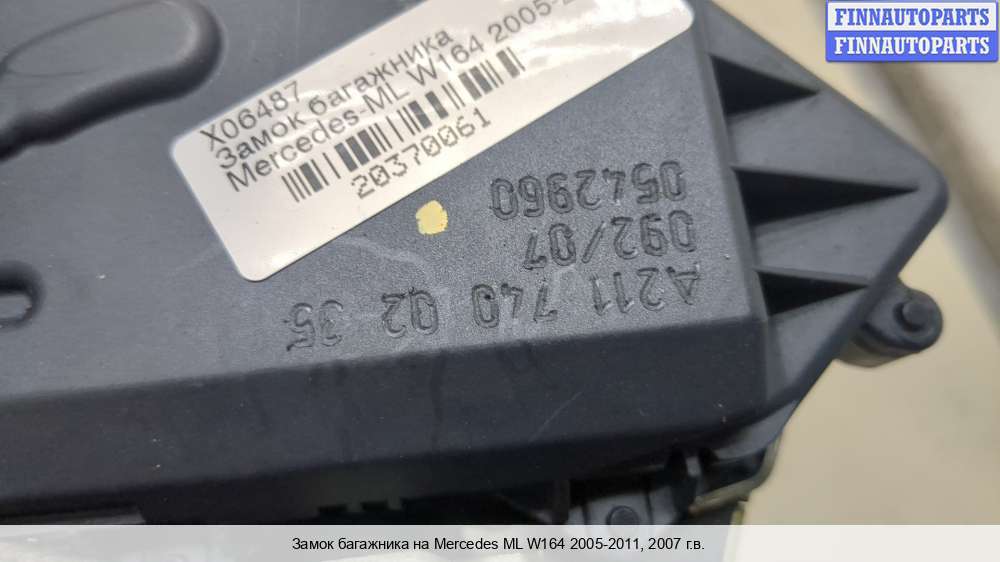 FINNAUTOPARTS
FINNAUTOPARTS
X06487
Замок багажника
Mercedes-ML W164 2005-2
20370061
A211 740 02 35
092/07
0542960
Замок багажника на Mercedes ML W164 2005-2011, 2007 г.в.